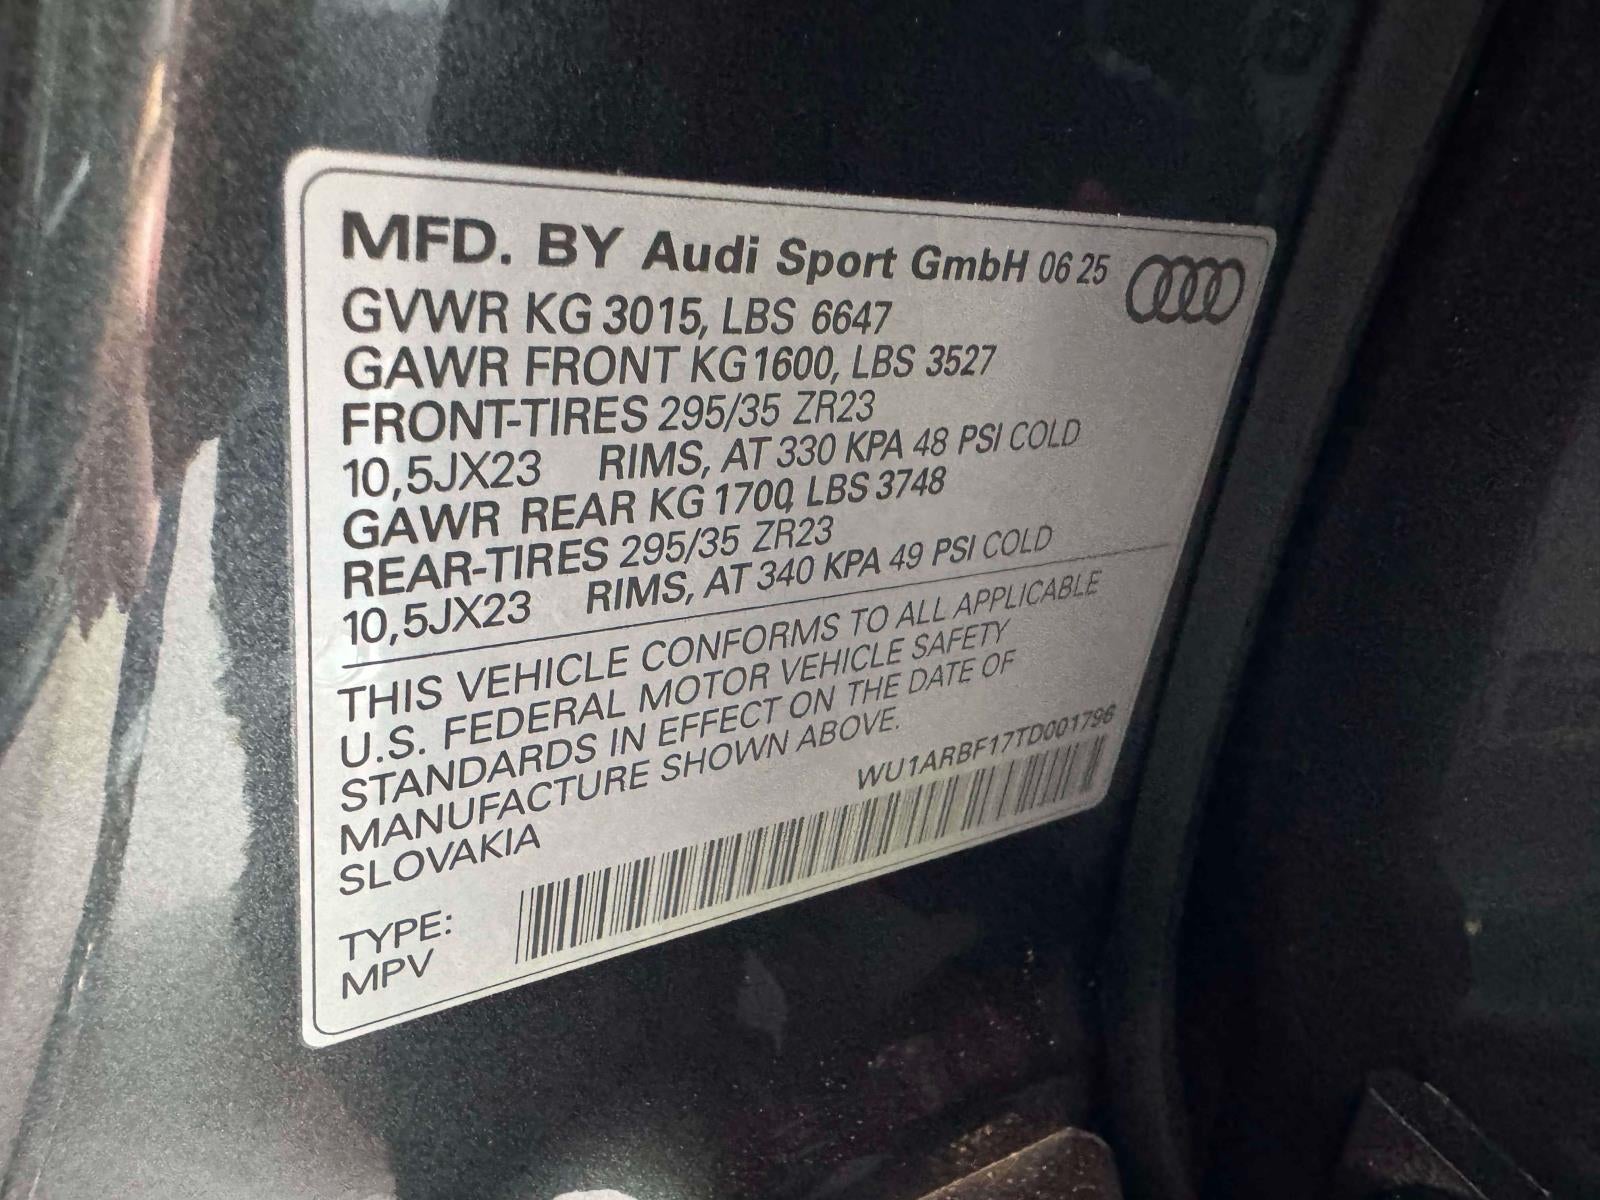 MFD. BY Audi Sport GmbH 06 25
GVWR KG 3015, LBS 6647
GAWR FRONT KG 1600, LBS 3527
FRONT-TIRES 295/35 ZR23
10,5JX23 RIMS, AT 330 KPA 48 PSI COLD
GAWR REAR KG 1700, LBS 3748
REAR-TIRES 295/35 ZR23
10,5JX23 RIMS, AT 340 KPA 49 PSI COLD
THIS VEHICLE CONFORMS TO ALL APPLICABLE
U.S. FEDERAL MOTOR VEHICLE SAFETY
STANDARDS IN EFFECT ON THE DATE OF
MANUFACTURE SHOWN ABOVE.
SLOVAKIA
WU1ARBF17TD001796
TYPE:
MPV